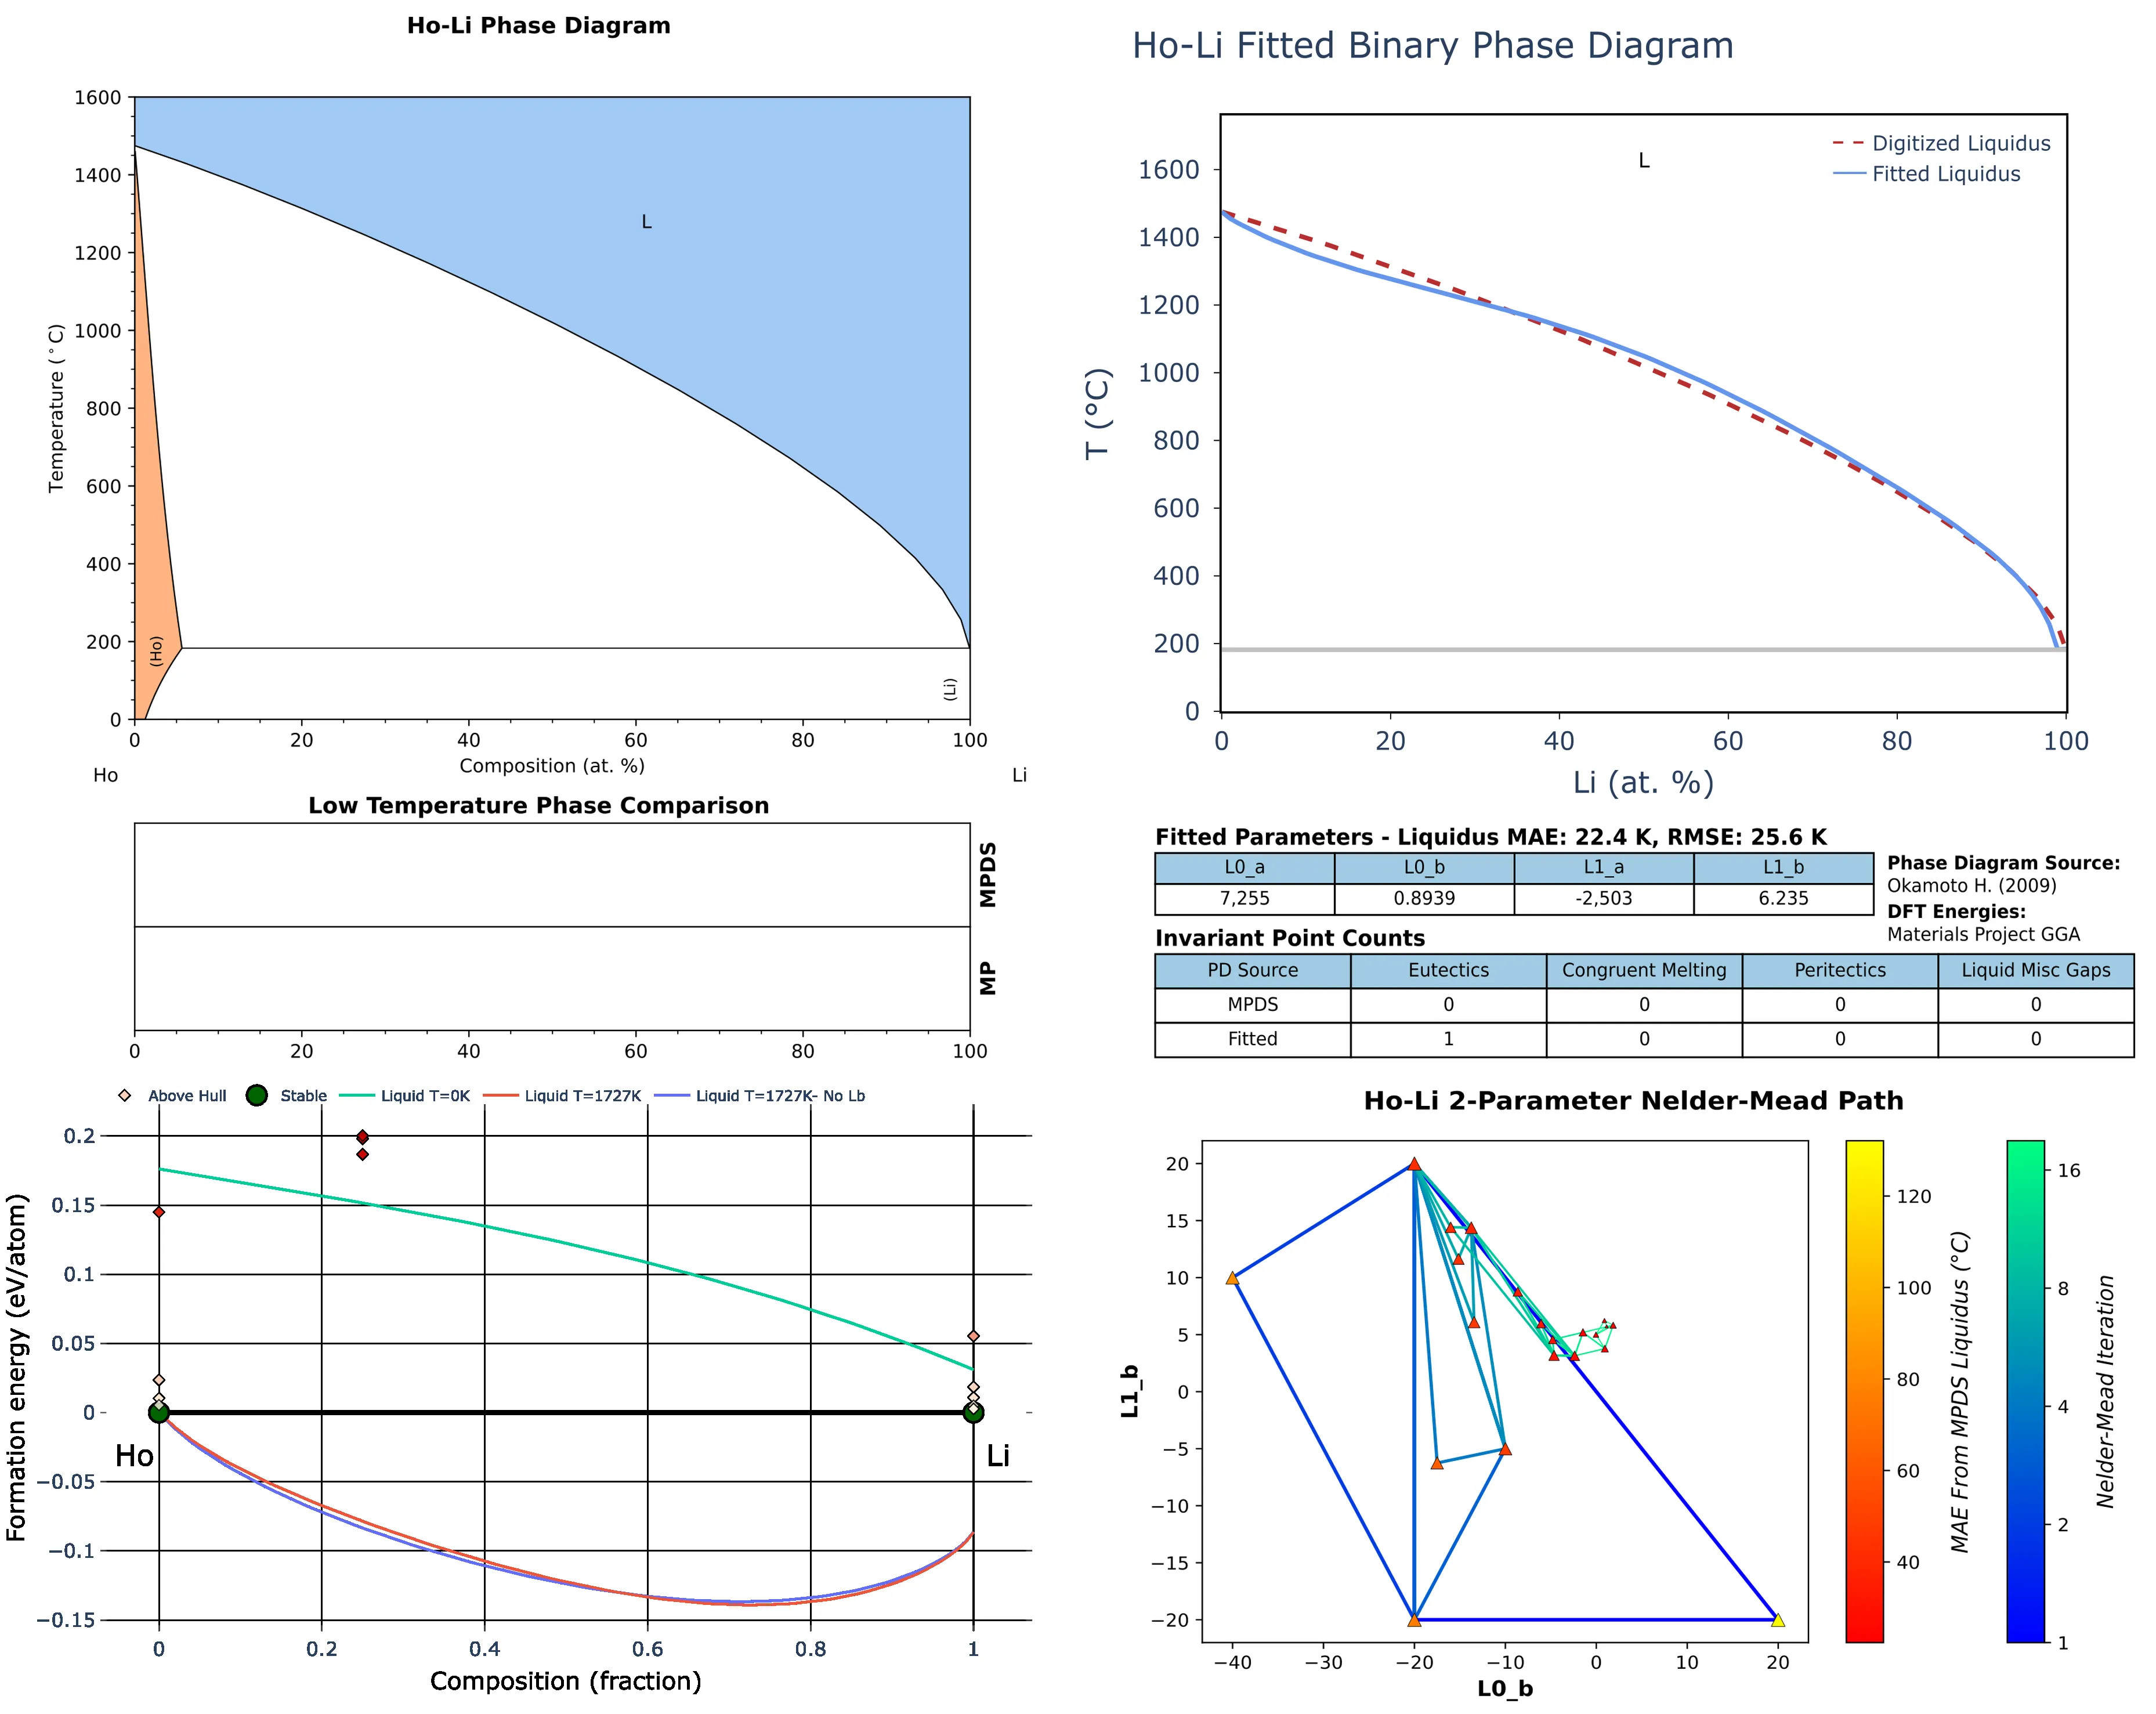 Ho-Li Phase Diagram
1600
1400
1200
1000
800
600
400
200
0
Temperature (°C)
L
(Ho)
(Li)
0 20 40 60 80 100
Composition (at. %)
Ho Li
Ho-Li Fitted Binary Phase Diagram
Digitized Liquidus
Fitted Liquidus
L
1600
1400
1200
1000
800
600
400
200
0
T (°C)
0 20 40 60 80 100
Li (at. %)
Low Temperature Phase Comparison
MPDS
MP
0 20 40 60 80 100
Fitted Parameters - Liquidus MAE: 22.4 K, RMSE: 25.6 K
L0_a L0_b L1_a L1_b
7,255 0.8939 -2,503 6.235
Phase Diagram Source:
Okamoto H. (2009)
DFT Energies:
Materials Project GGA
Invariant Point Counts
PD Source Eutectics Congruent Melting Peritectics Liquid Misc Gaps
MPDS 0 0 0 0
Fitted 1 0 0 0
Above Hull Stable Liquid T=0K Liquid T=1727K Liquid T=1727K- No Lb
0.2
0.15
0.1
0.05
0
−0.05
−0.1
−0.15
Formation energy (eV/atom)
Ho Li
0 0.2 0.4 0.6 0.8 1
Composition (fraction)
Ho-Li 2-Parameter Nelder-Mead Path
20
15
10
5
0
−5
−10
−15
−20
L1_b
−40 −30 −20 −10 0 10 20
L0_b
120
100
80
60
40
MAE From MPDS Liquidus (°C)
16
8
4
2
1
Nelder-Mead Iteration